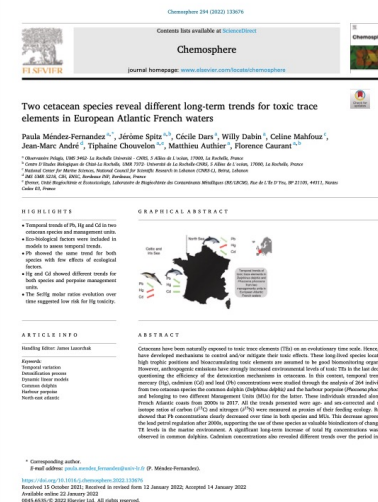 Chemosphere 294 (2022) 133676
Contents lists available at ScienceDirect
Chemosphere
journal homepage: www.elsevier.com/locate/chemosphere
ELSEVIER
Two cetacean species reveal different long-term trends for toxic trace
elements in European Atlantic French waters
Paula Méndez-Fernandez, Jérôme Spitz, Cécile Dars, Willy Dabin, Celine Mahfouz,
Jean-Marc André, Tiphaine Chouvelon, Matthieu Authier, Florence Caurant
HIGHLIGHTS
• Temporal trends of Pb, Hg and Cd in two
cetacean species and management units.
• Eco-biological factors were included in
models to assess temporal trends.
• Pb showed the same trend for both
species with few effects of ecological
factors.
• Hg and Cd showed different trends for
both species and porpoise management
units.
• The Se:Hg molar ratios evolution over
time suggested low risk for Hg toxicity.
GRAPHICAL ABSTRACT
ARTICLE INFO
Handling Editor: James Lazorchak
Keywords:
Temporal variation
Detoxification process
Dynamic linear models
Common dolphin
Harbour porpoise
North-east atlantic
ABSTRACT
Cetaceans have been naturally exposed to toxic trace elements (TEs) on an evolutionary time scale. Hence,
have developed mechanisms to control and/or mitigate their toxic effects. These long-lived species located
high trophic positions and bioaccumulating toxic elements are assumed to be good biomonitoring organ
However, anthropogenic emissions have strongly increased environmental levels of toxic TEs in the last dec
questioning the efficiency of the detoxication mechanisms in cetaceans. In this context, temporal tren
mercury (Hg), cadmium (Cd) and lead (Pb) concentrations were studied through the analysis of 264 individ
from two cetacean species the common dolphin (Delphinus delphis) and the harbour porpoise (Phocoena phoc
and belonging to two different Management Units (MUs) for the latter. These individuals stranded alon
French Atlantic coasts from 2000s to 2017. All the trends presented were age- and sex-corrected and s
isotope ratios of carbon (δ13C) and nitrogen (δ15N) were measured as proxies of their feeding ecology. R
showed that Pb concentrations clearly decreased over time in both species and MUs. This decrease agrees
the lead petrol regulation after 2000s, supporting the use of these species as valuable bioindicators of chang
TE levels in the marine environment. A significant long-term increase of total Hg concentrations was
observed in common dolphins. Cadmium concentrations also revealed different trends over the period in
* Corresponding author.
E-mail address: paula.mendez.fernandez@univ-lr.fr (P. Méndez-Fernandez).
https://doi.org/10.1016/j.chemosphere.2022.133676
Received 15 October 2021; Received in revised form 12 January 2022; Accepted 14 January 2022
Available online 22 January 2022
0045-6535/© 2022 Elsevier Ltd. All rights reserved.